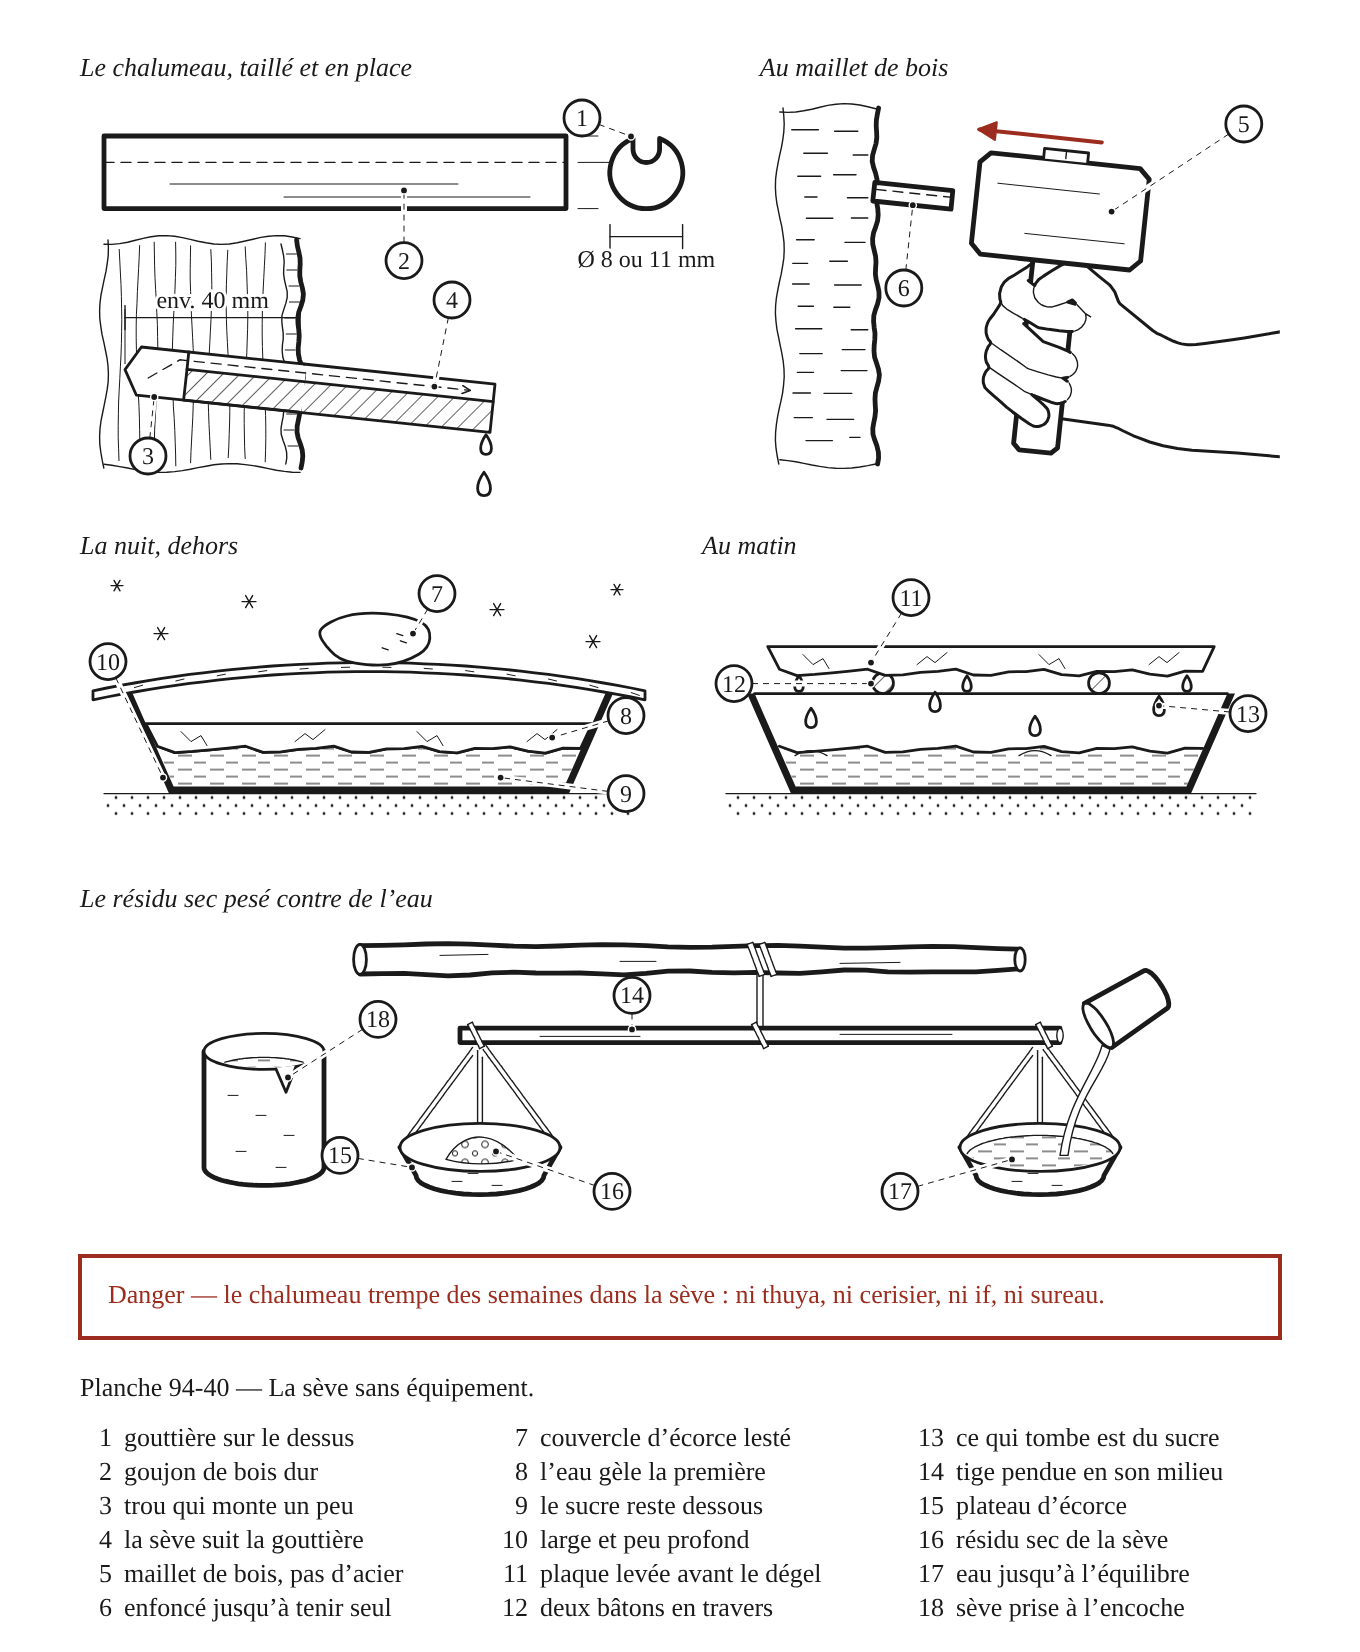 Le chalumeau, taillé et en place
Au maillet de bois
1
5
2
Ø 8 ou 11 mm
env. 40 mm
4
6
3
La nuit, dehors
Au matin
7
11
10
12
8
13
9
Le résidu sec pesé contre de l’eau
14
18
15
16
17
Danger — le chalumeau trempe des semaines dans la sève : ni thuya, ni cerisier, ni if, ni sureau.
Planche 94-40 — La sève sans équipement.
1 gouttière sur le dessus
2 goujon de bois dur
3 trou qui monte un peu
4 la sève suit la gouttière
5 maillet de bois, pas d’acier
6 enfoncé jusqu’à tenir seul
7 couvercle d’écorce lesté
8 l’eau gèle la première
9 le sucre reste dessous
10 large et peu profond
11 plaque levée avant le dégel
12 deux bâtons en travers
13 ce qui tombe est du sucre
14 tige pendue en son milieu
15 plateau d’écorce
16 résidu sec de la sève
17 eau jusqu’à l’équilibre
18 sève prise à l’encoche